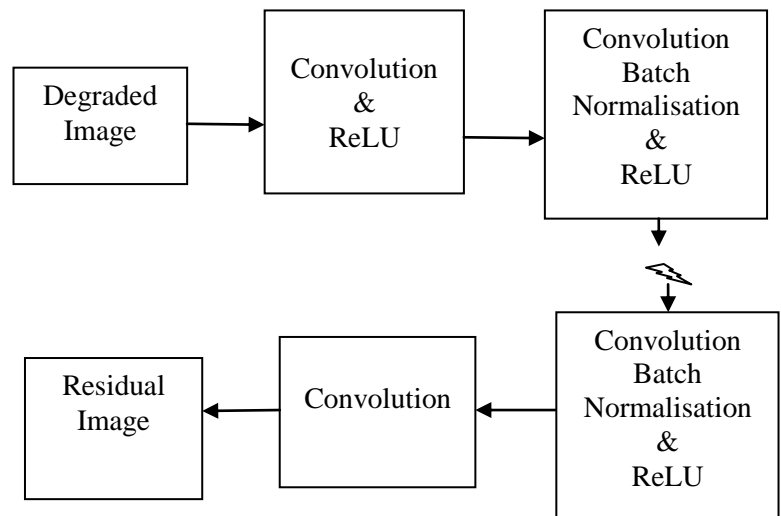 Degraded
Image
Convolution
&
ReLU
Convolution
Batch
Normalisation
&
ReLU
Convolution
Batch
Normalisation
&
ReLU
Convolution
Residual
Image